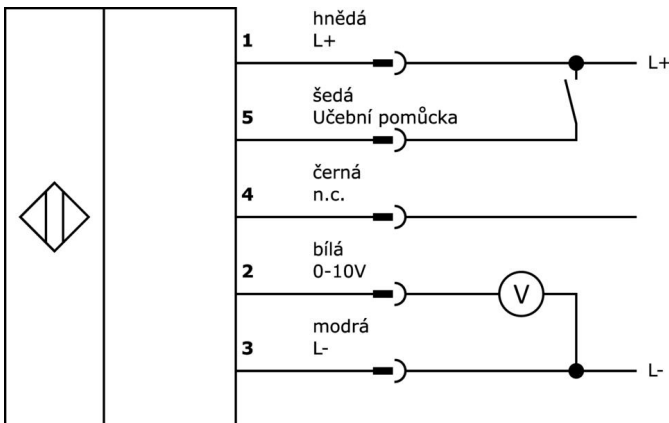 hnědá
1 L+
L+
šedá
5 Učební pomůcka
černá
4 n.c.
bílá
2 0-10V
V
modrá
3 L-
L-